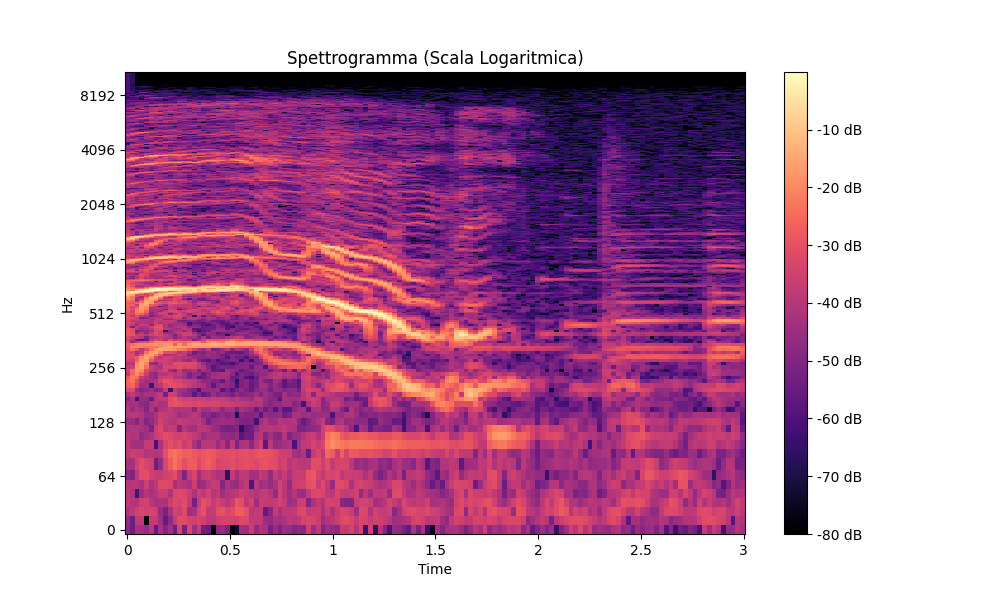 Spettrogramma (Scala Logaritmica)
8192
4096
2048
1024
512
256
128
64
0
Hz
0
0.5
1
1.5
2
2.5
3
Time
-10 dB
-20 dB
-30 dB
-40 dB
-50 dB
-60 dB
-70 dB
-80 dB